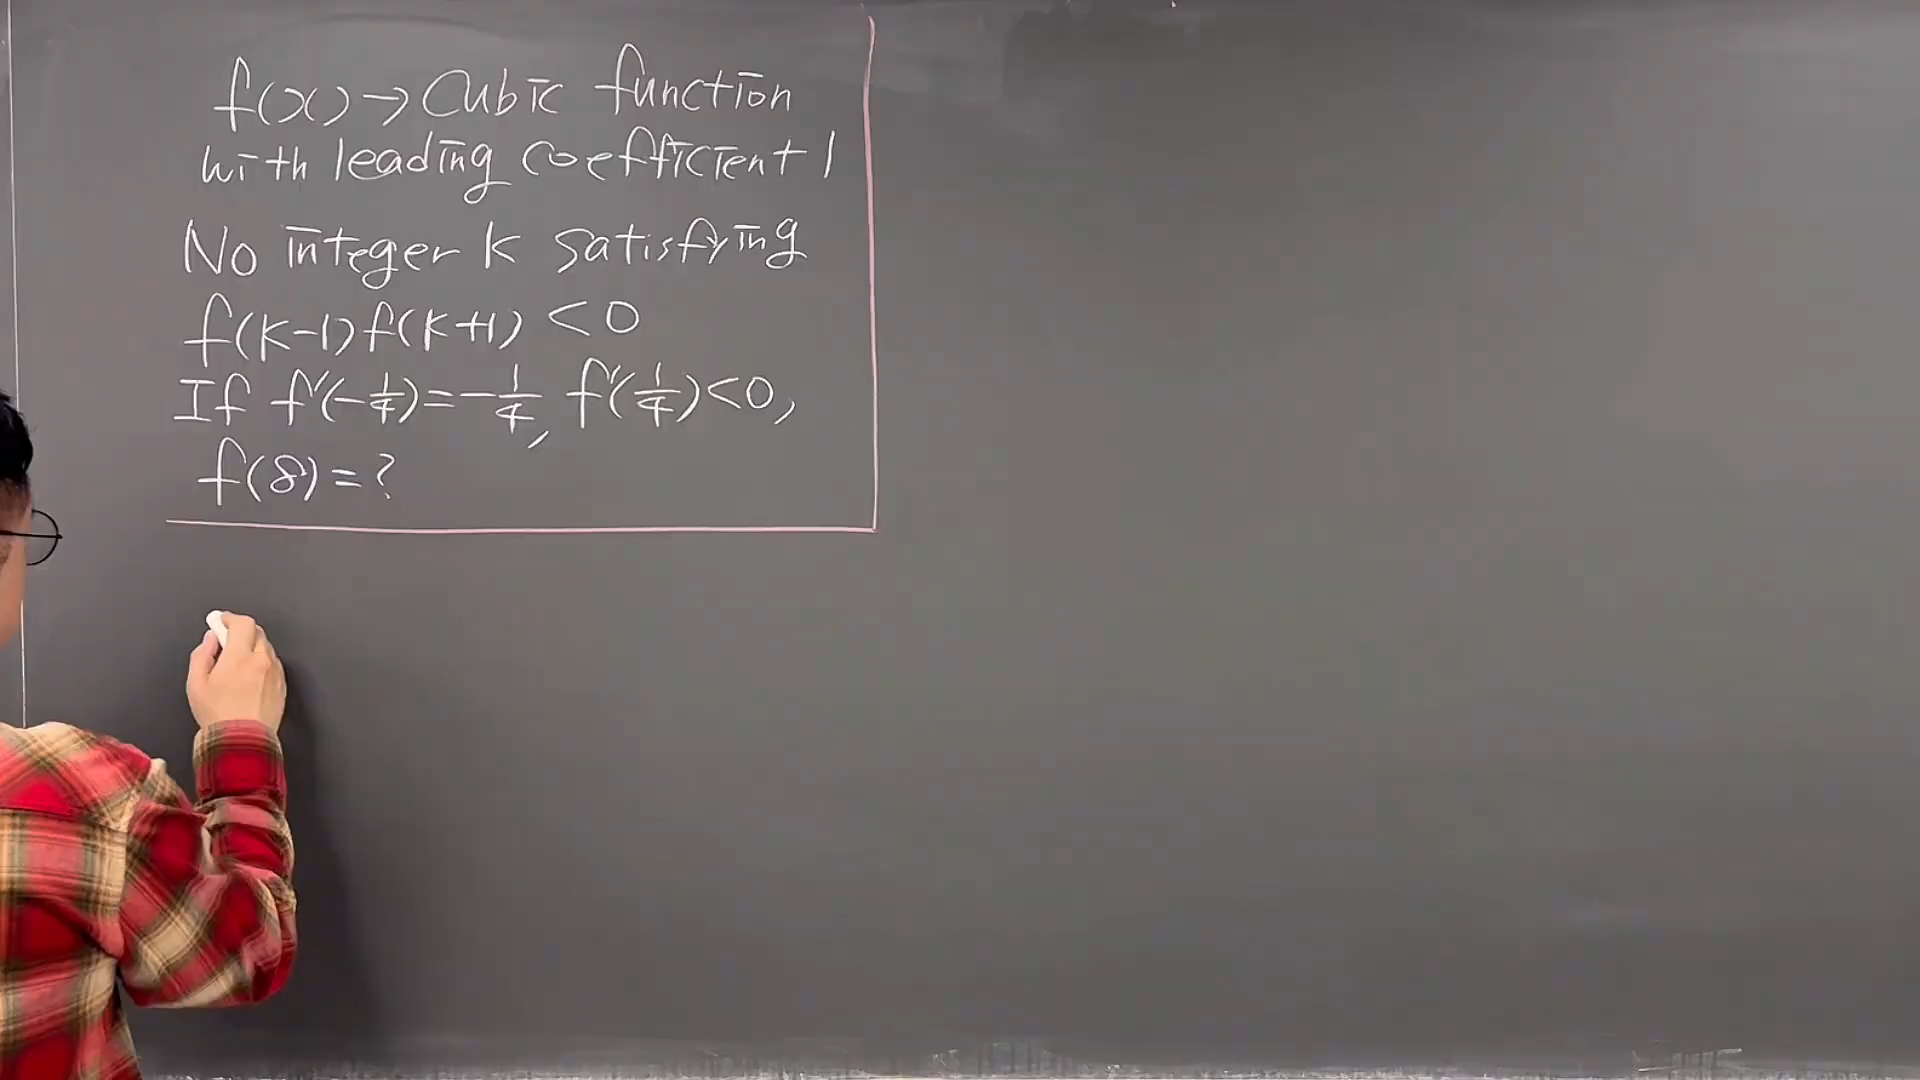 f(x) → Cubic function
with leading coefficient 1
No integer k satisfying
f(k-1)f(k+1) < 0
If f'(-1/4) = -1/4, f'(1/4) < 0,
f(8) = ?